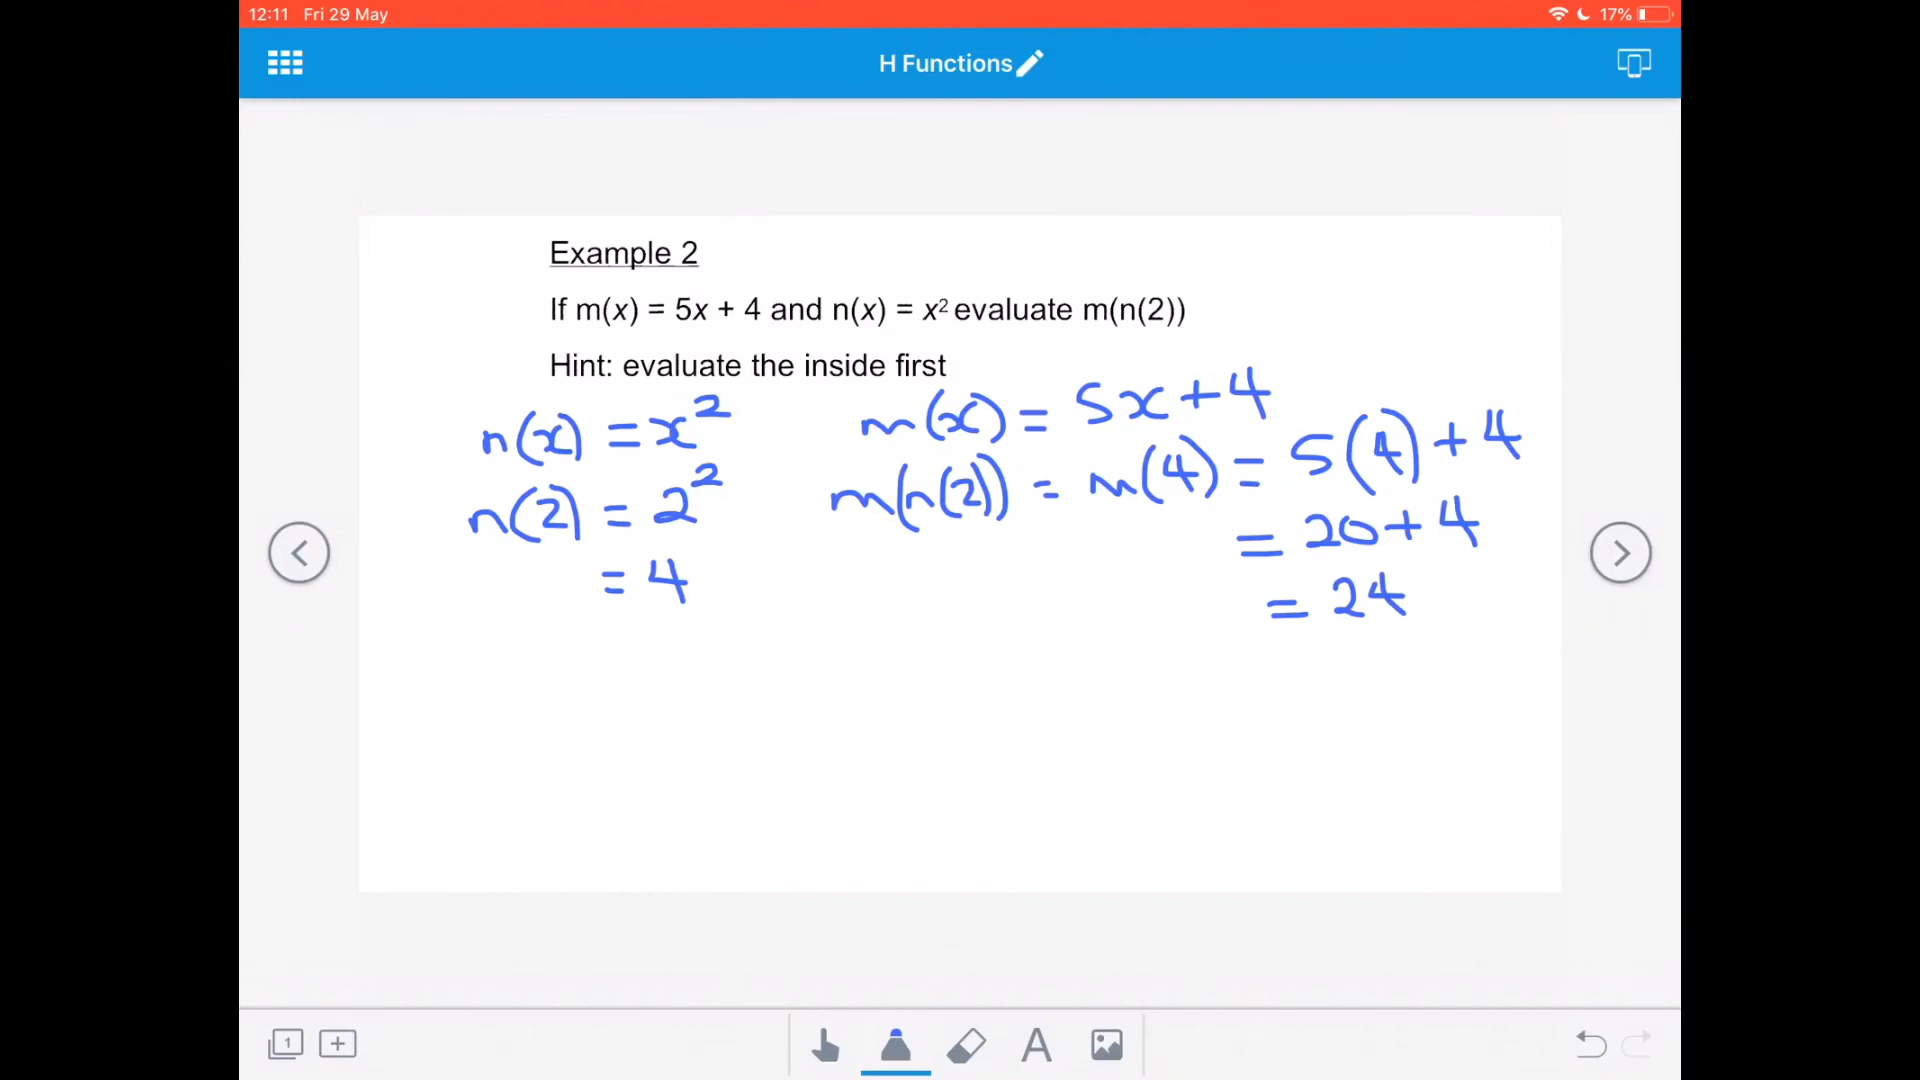 12:11 Fri 29 May 17%
H Functions
Example 2
If m(x) = 5x + 4 and n(x) = x² evaluate m(n(2))
Hint: evaluate the inside first
n(x) = x²
n(2) = 2²
= 4
m(x) = 5x + 4
m(n(2)) = m(4) = 5(4) + 4
= 20 + 4
= 24
1
A